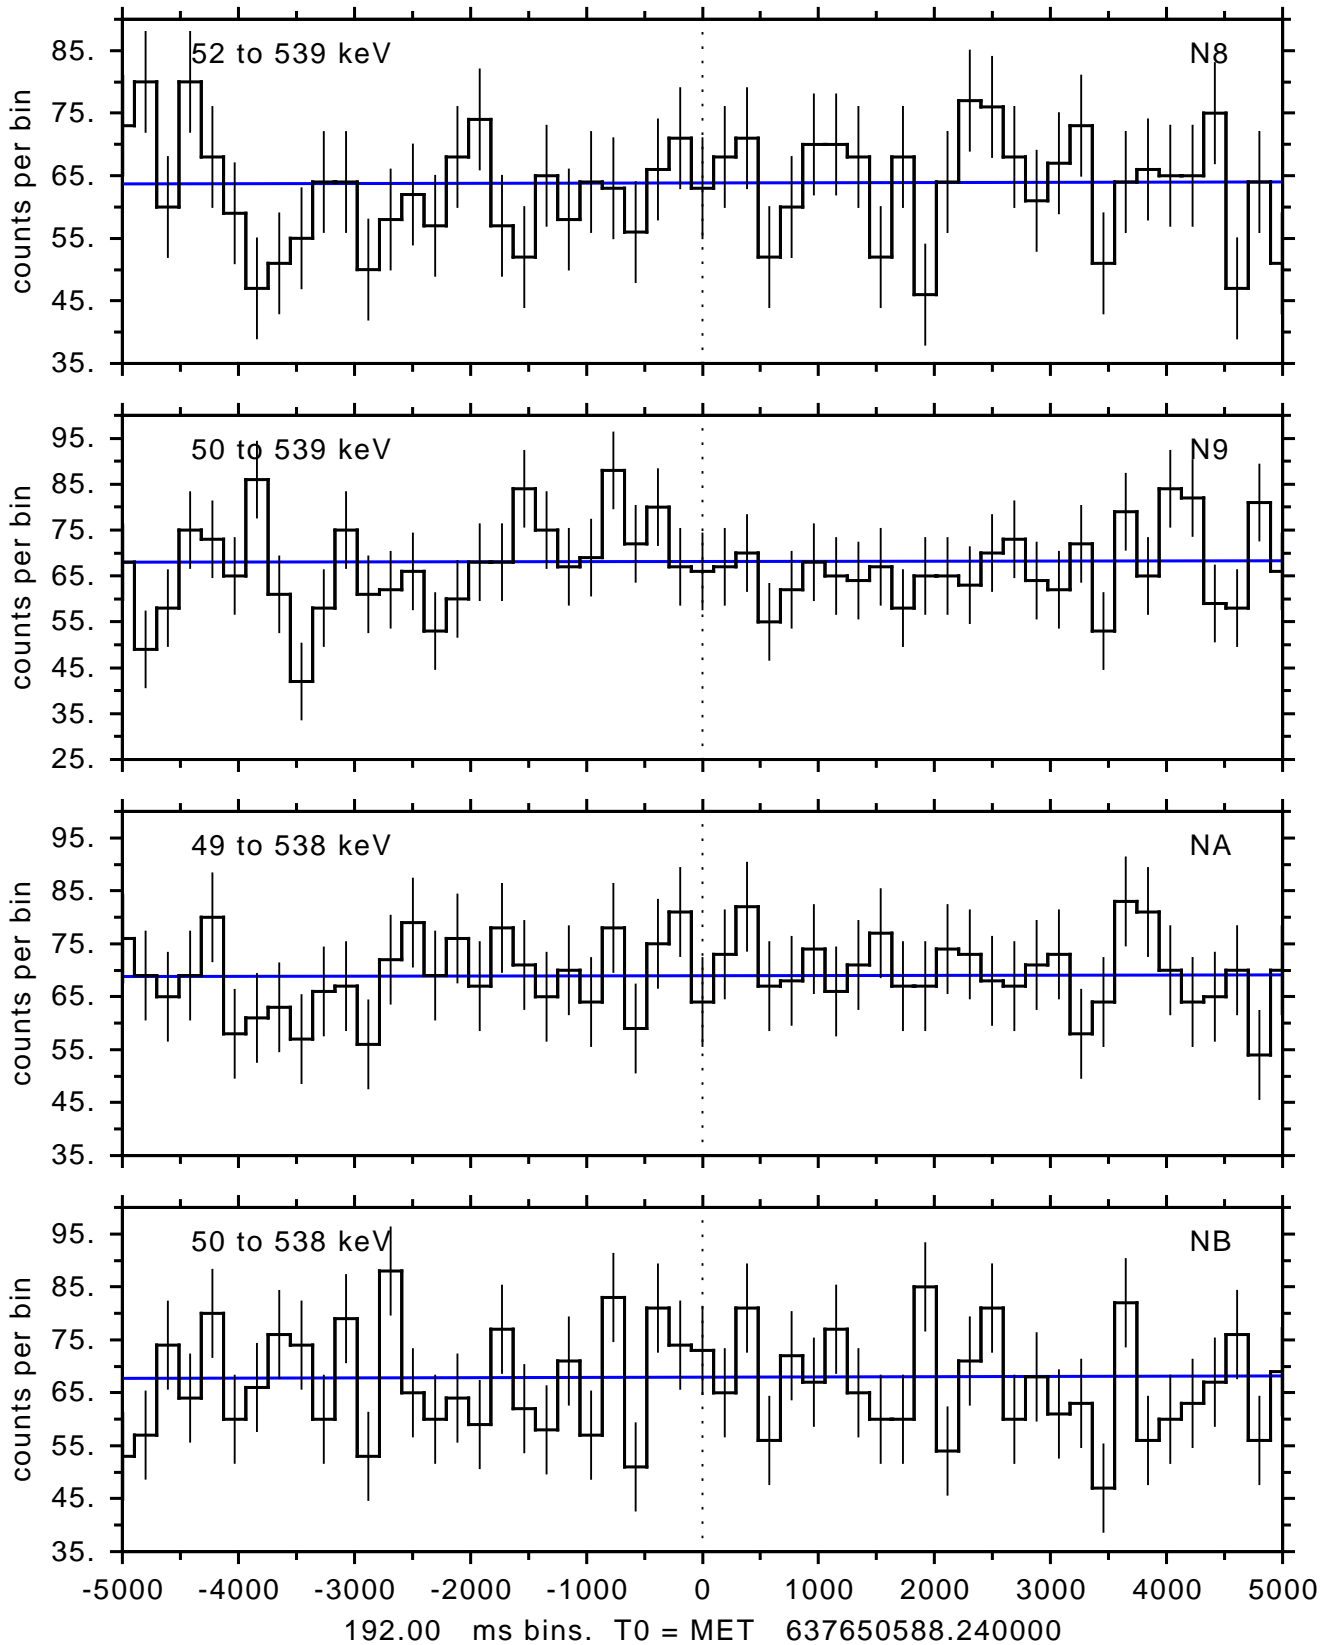 52 to 539 keV N8
85.
75.
65.
55.
45.
35.
counts per bin
50 to 539 keV N9
95.
85.
75.
65.
55.
45.
35.
25.
counts per bin
49 to 538 keV NA
95.
85.
75.
65.
55.
45.
35.
counts per bin
50 to 538 keV NB
95.
85.
75.
65.
55.
45.
35.
counts per bin
-5000 -4000 -3000 -2000 -1000 0 1000 2000 3000 4000 5000
192.00 ms bins. T0 = MET 637650588.240000